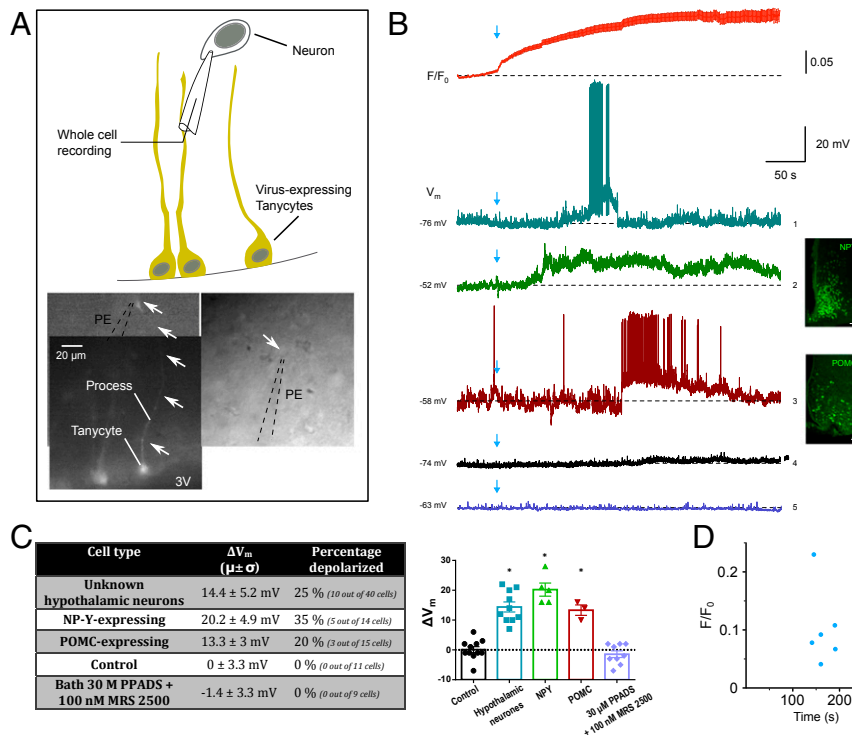 A
Neuron
Whole cell
recording
Virus-expressing
Tanycytes
PE
20 µm
Process
Tanycyte
3V
PE
B
F/F0
0.05
20 mV
50 s
Vm
-76 mV
1
-52 mV
2
NP
-58 mV
3
POMC
-74 mV
4
-63 mV
5
C
Cell type ΔVm (µ± σ) Percentage depolarized
Unknown hypothalamic neurons 14.4 ± 5.2 mV 25 % (10 out of 40 cells)
NP-Y-expressing 20.2 ± 4.9 mV 35 % (5 out of 14 cells)
POMC-expressing 13.3 ± 3 mV 20 % (3 out of 15 cells)
Control 0 ± 3.3 mV 0 % (0 out of 11 cells)
Bath 30 M PPADS + 100 nM MRS 2500 -1.4 ± 3.3 mV 0 % (0 out of 9 cells)
ΔVm
30
20
10
0
-10
* * *
Control
Hypothalamic
neurones
NPY
POMC
30 µM PPADS
+ 100nM MRS 2500
D
F/F0
0.2
0.1
0
140
200
Time (s)